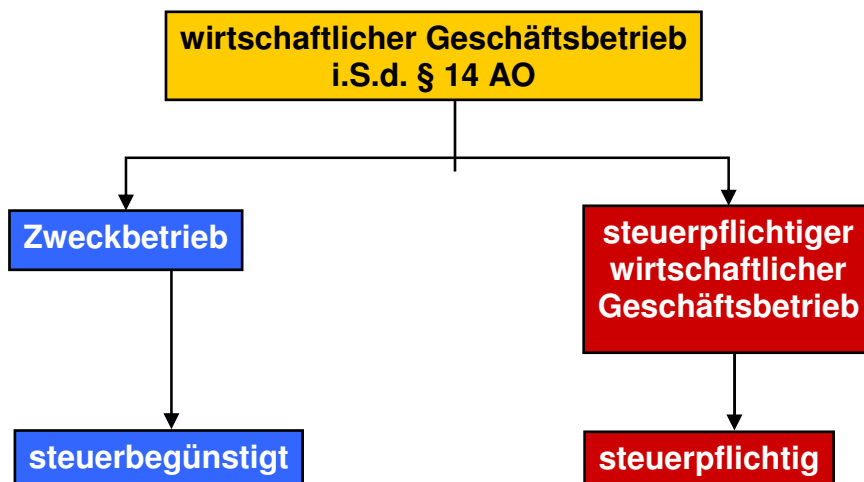 wirtschaftlicher Geschäftsbetrieb
i.S.d. § 14 AO
Zweckbetrieb
steuerpflichtiger
wirtschaftlicher
Geschäftsbetrieb
steuerbegünstigt
steuerpflichtig